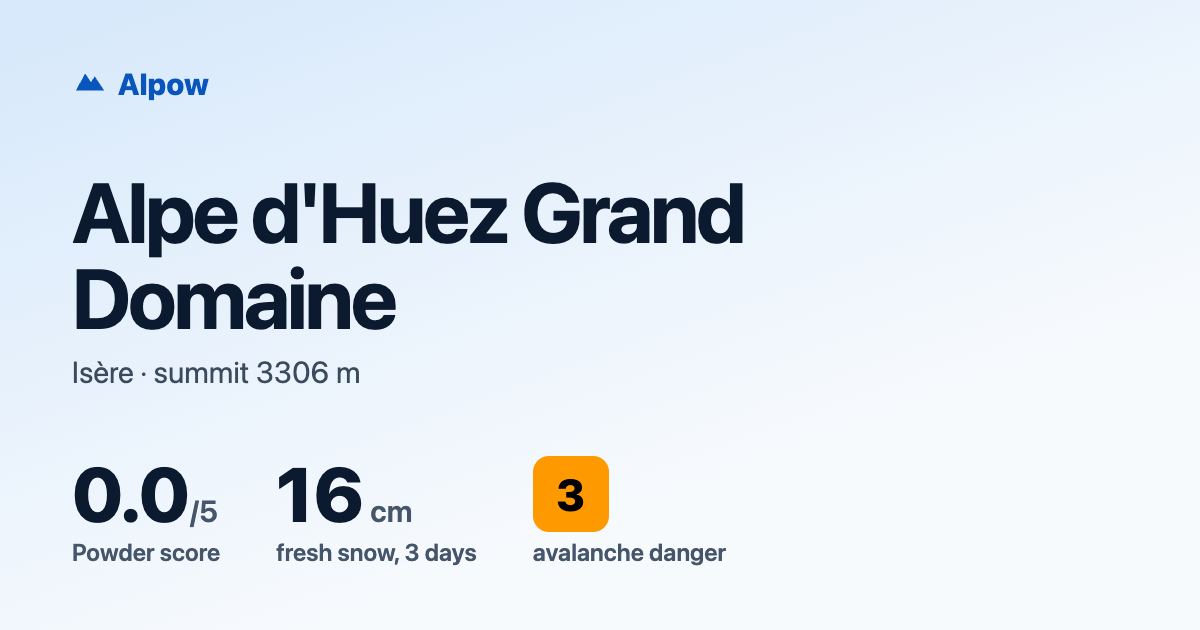 Alpow
Alpe d'Huez Grand
Domaine
Isère · summit 3306 m
0.0/5
Powder score
16 cm
fresh snow, 3 days
3
avalanche danger